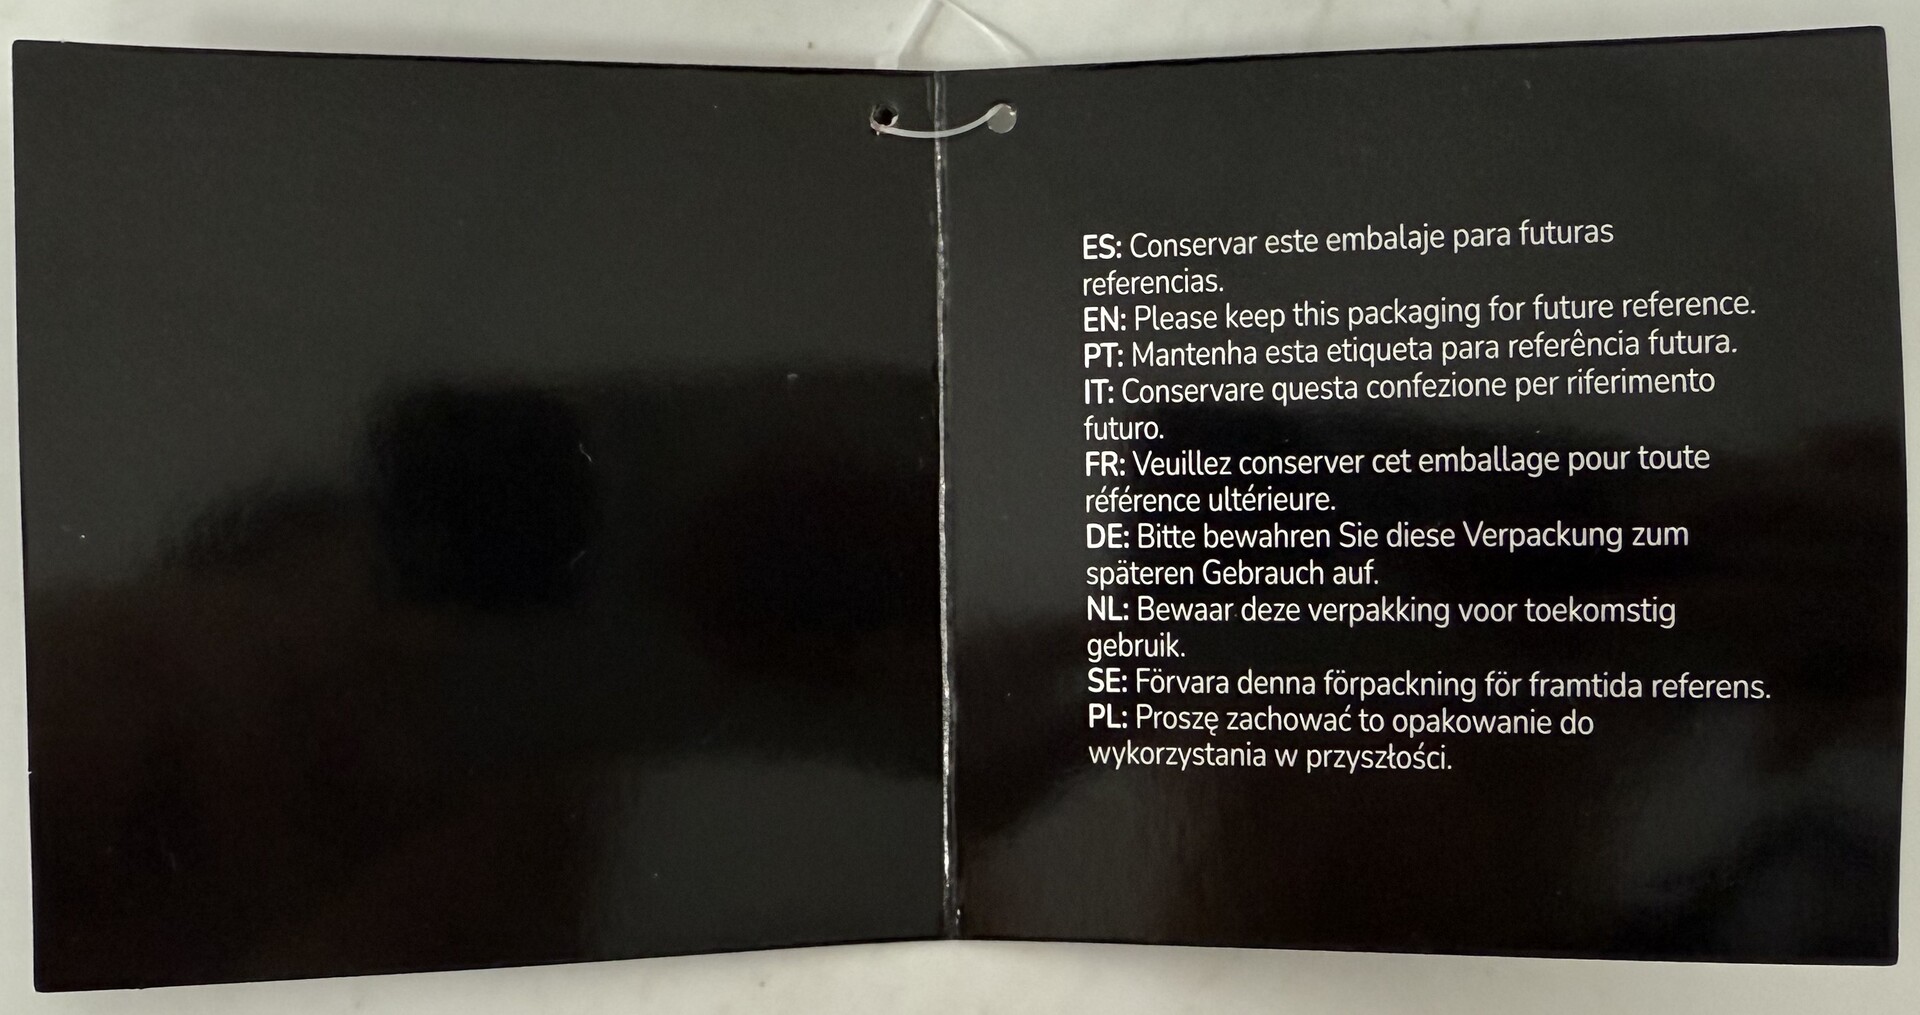 ES: Conservar este embalaje para futuras
referencias.
EN: Please keep this packaging for future reference.
PT: Mantenha esta etiqueta para referência futura.
IT: Conservare questa confezione per riferimento
futuro.
FR: Veuillez conserver cet emballage pour toute
référence ultérieure.
DE: Bitte bewahren Sie diese Verpackung zum
späteren Gebrauch auf.
NL: Bewaar deze verpakking voor toekomstig
gebruik.
SE: Förvara denna förpackning för framtida referens.
PL: Proszę zachować to opakowanie do
wykorzystania w przyszłości.